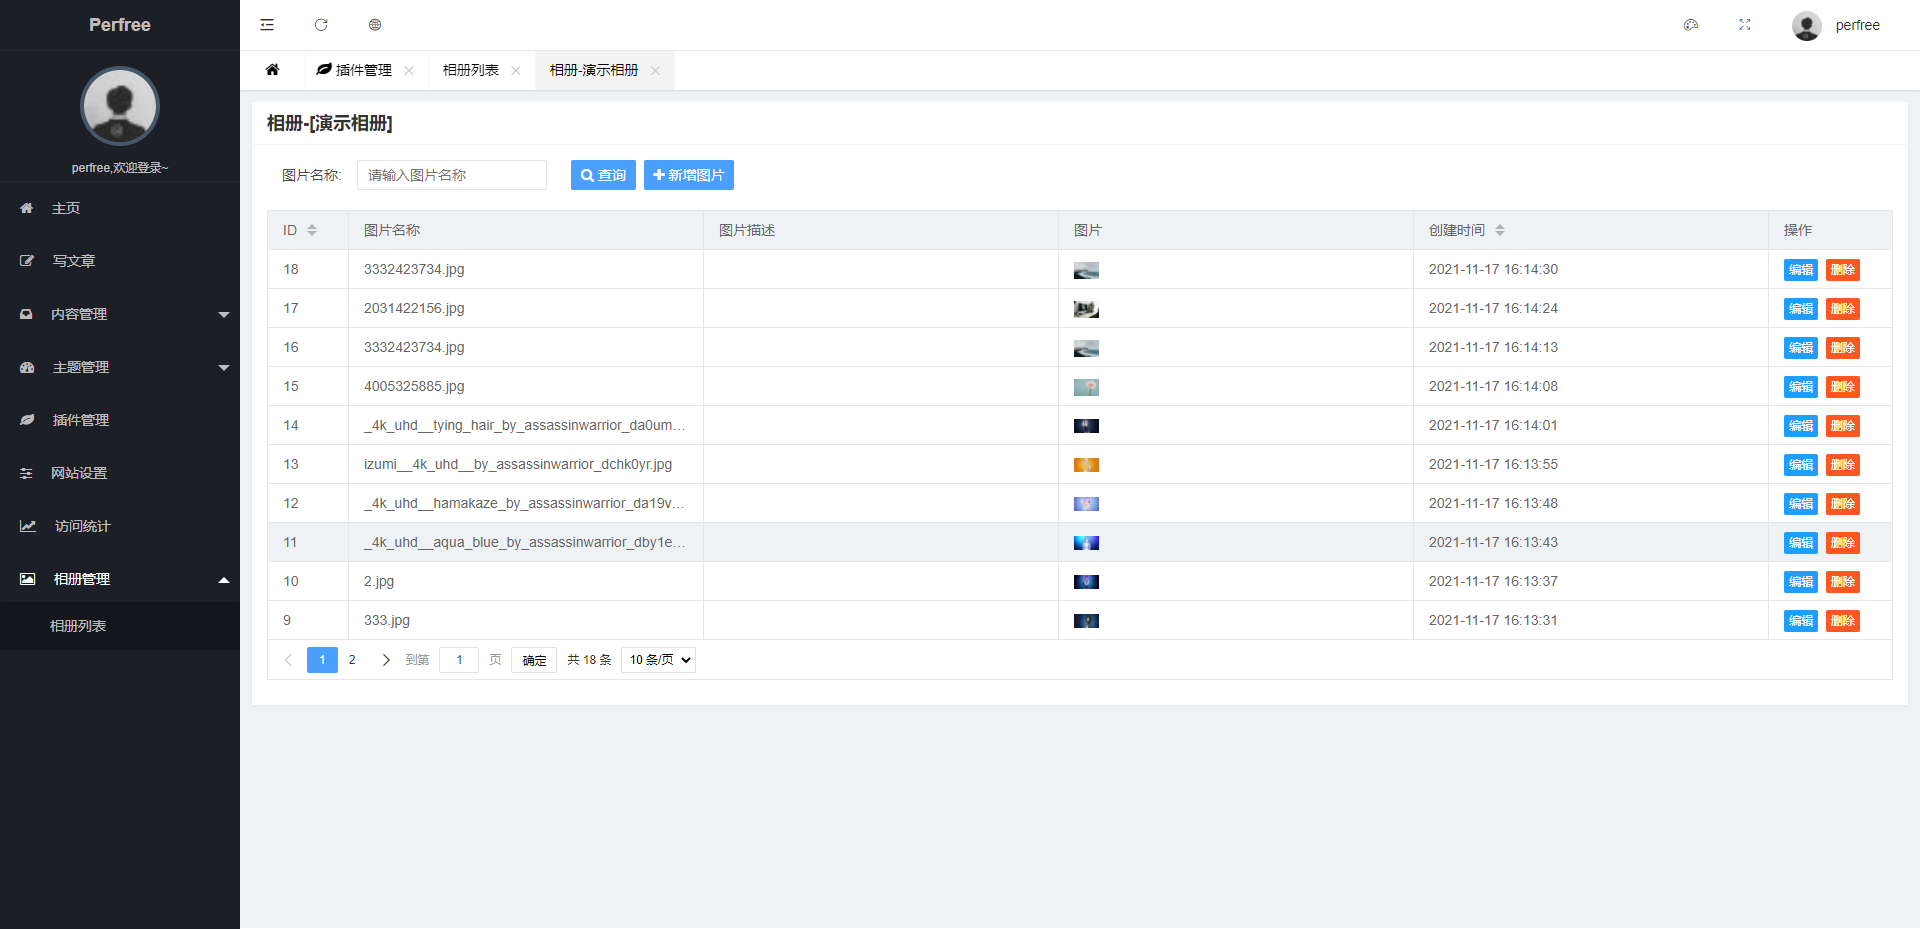 Perfree
perfree
perfree,欢迎登录~
主页
写文章
内容管理
主题管理
插件管理
网站设置
访问统计
相册管理
相册列表
插件管理 相册列表 相册-演示相册
相册-[演示相册]
图片名称: 请输入图片名称 查询 新增图片
ID 图片名称 图片描述 图片 创建时间 操作
18 3332423734.jpg 2021-11-17 16:14:30 编辑 删除
17 2031422156.jpg 2021-11-17 16:14:24 编辑 删除
16 3332423734.jpg 2021-11-17 16:14:13 编辑 删除
15 4005325885.jpg 2021-11-17 16:14:08 编辑 删除
14 _4k_uhd__tying_hair_by_assassinwarrior_da0um... 2021-11-17 16:14:01 编辑 删除
13 izumi__4k_uhd__by_assassinwarrior_dchk0yr.jpg 2021-11-17 16:13:55 编辑 删除
12 _4k_uhd__hamakaze_by_assassinwarrior_da19v... 2021-11-17 16:13:48 编辑 删除
11 _4k_uhd__aqua_blue_by_assassinwarrior_dby1e... 2021-11-17 16:13:43 编辑 删除
10 2.jpg 2021-11-17 16:13:37 编辑 删除
9 333.jpg 2021-11-17 16:13:31 编辑 删除
1 2 到第 1 页 确定 共 18 条 10 条/页